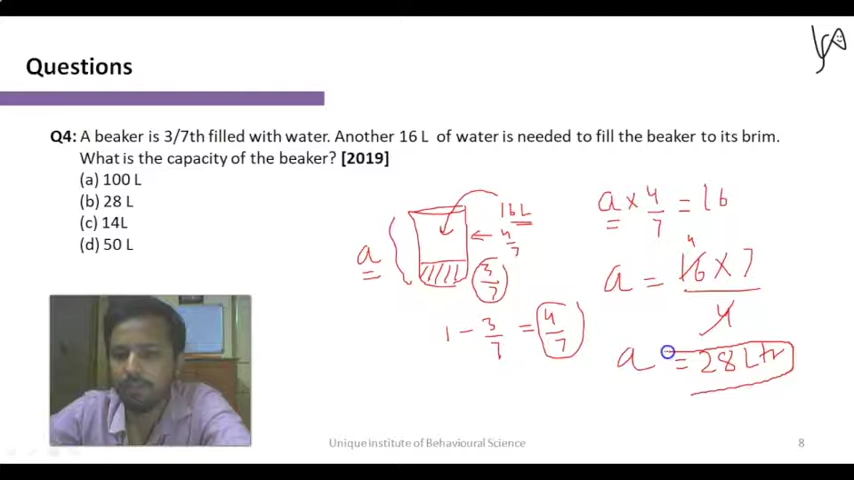 Questions
Q4: A beaker is 3/7th filled with water. Another 16 L of water is needed to fill the beaker to its brim.
What is the capacity of the beaker? [2019]
(a) 100 L
(b) 28 L
(c) 14L
(d) 50 L
16L
4/7
a
3/7
1 - 3/7 = 4/7
a × 4/7 = 16
a = 16 × 7 / 4
4
a = 28 Ltr
Unique institute of Behavioural Science
8